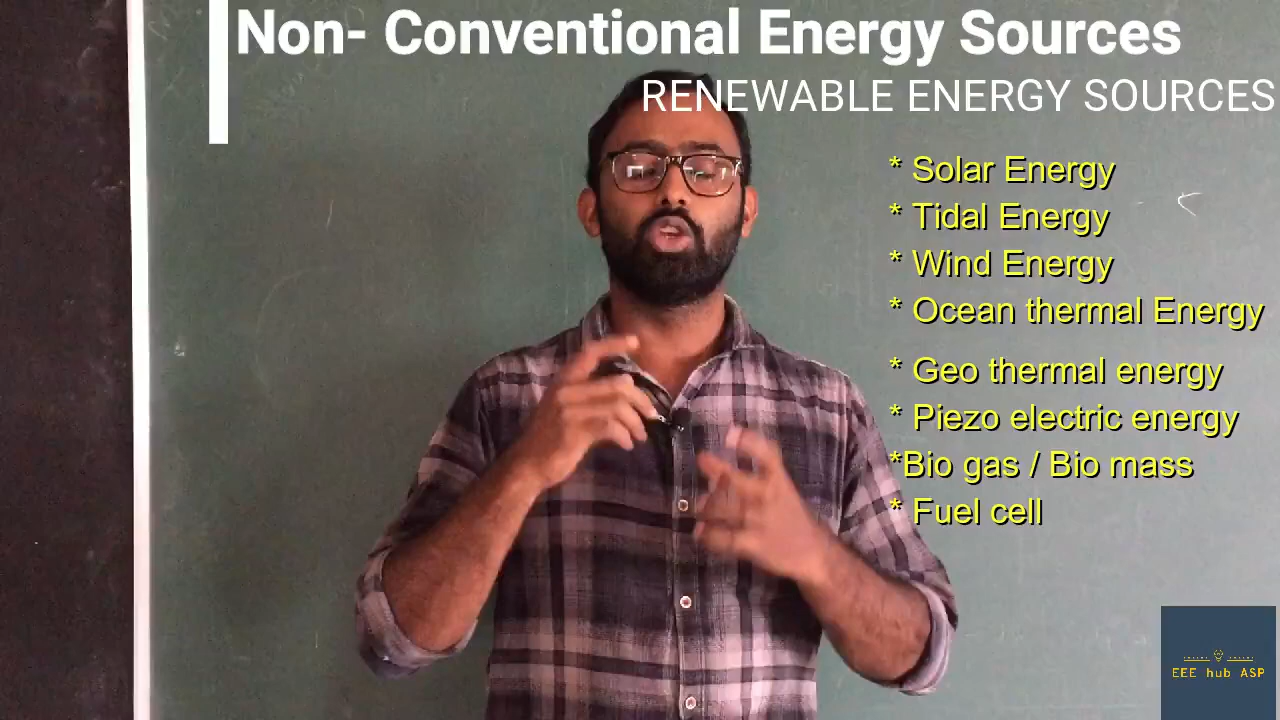 Non- Conventional Energy Sources
RENEWABLE ENERGY SOURCES
* Solar Energy
* Tidal Energy
* Wind Energy
* Ocean thermal Energy
* Geo thermal energy
* Piezo electric energy
*Bio gas / Bio mass
* Fuel cell
EEE hub ASP